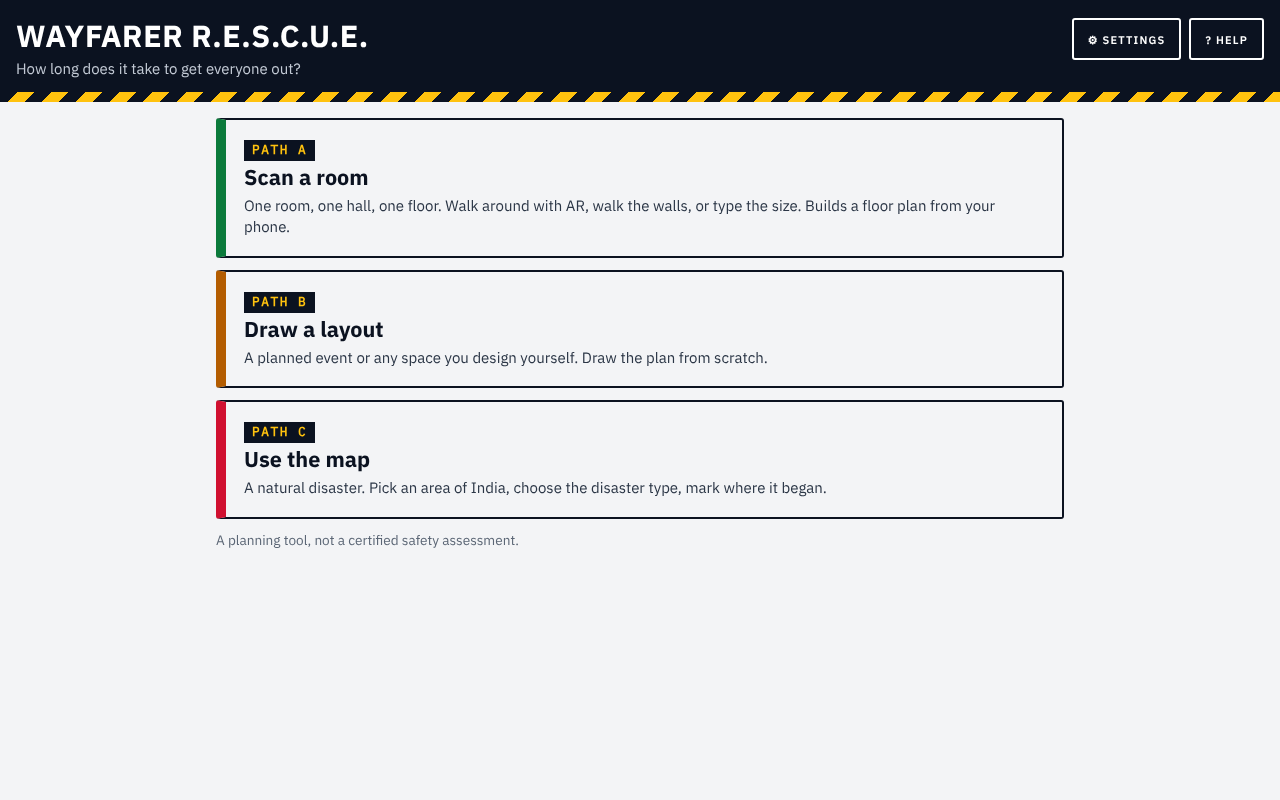 WAYFARER R.E.S.C.U.E.
How long does it take to get everyone out?
⚙ SETTINGS
? HELP
PATH A
Scan a room
One room, one hall, one floor. Walk around with AR, walk the walls, or type the size. Builds a floor plan from your
phone.
PATH B
Draw a layout
A planned event or any space you design yourself. Draw the plan from scratch.
PATH C
Use the map
A natural disaster. Pick an area of India, choose the disaster type, mark where it began.
A planning tool, not a certified safety assessment.